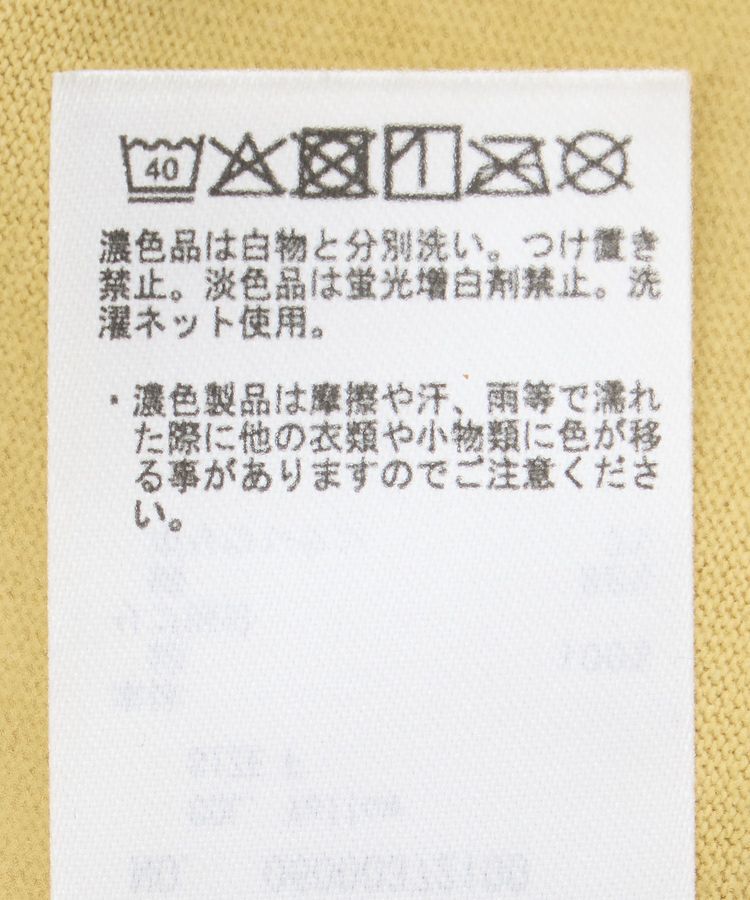 40
濃色品は白物と分別洗い。つけ置き
禁止。淡色品は蛍光増白剤禁止。洗
濯ネット使用。
・濃色製品は摩擦や汗、雨等で濡れ
た際に他の衣類や小物類に色が移
る事がありますのでご注意くださ
い。